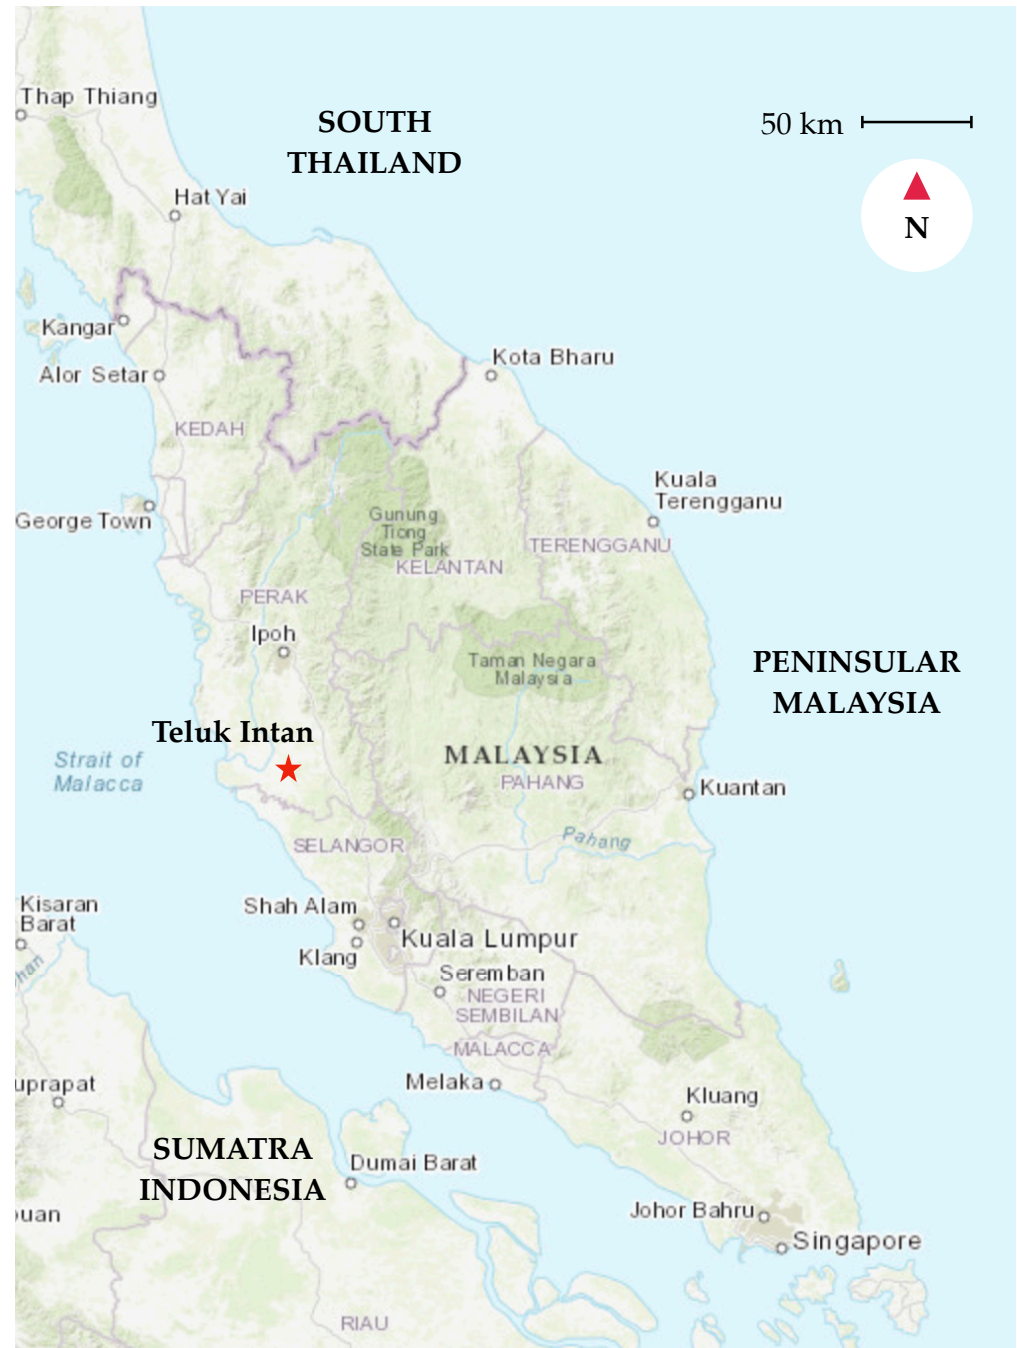 Thap Thiang
SOUTH
THAILAND
50 km
N
Hat Yai
Kangar
Alor Setar
Kota Bharu
KEDAH
George Town
Kuala
Terengganu
Gunung
Tiong
State Park
TERENGGANU
KELANTAN
PERAK
Ipoh
Taman Negara
Malaysia
PENINSULAR
MALAYSIA
Teluk Intan
Strait of
Malacca
MALAYSIA
PAHANG
Kuantan
Pahang
SELANGOR
Kisaran
Barat
Shah Alam
Kuala Lumpur
Klang
han
Seremban
NEGERI
SEMBILAN
MALACCA
Melaka
uprapat
Kluang
JOHOR
SUMATRA
INDONESIA
Dumai Barat
uan
Johor Bahru
Singapore
RIAU